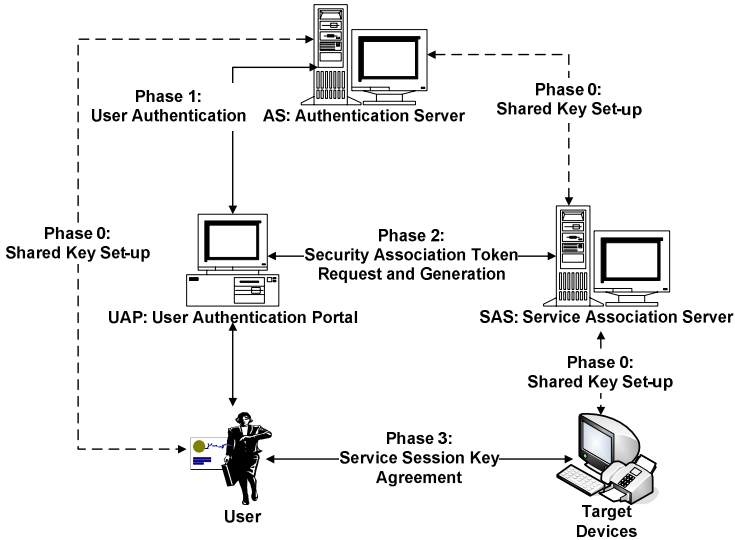 Phase 1:
User Authentication
AS: Authentication Server
Phase 0:
Shared Key Set-up
Phase 0:
Shared Key Set-up
Phase 2:
Security Association Token
Request and Generation
UAP: User Authentication Portal
SAS: Service Association Server
Phase 0:
Shared Key Set-up
Phase 3:
Service Session Key
Agreement
User
Target
Devices